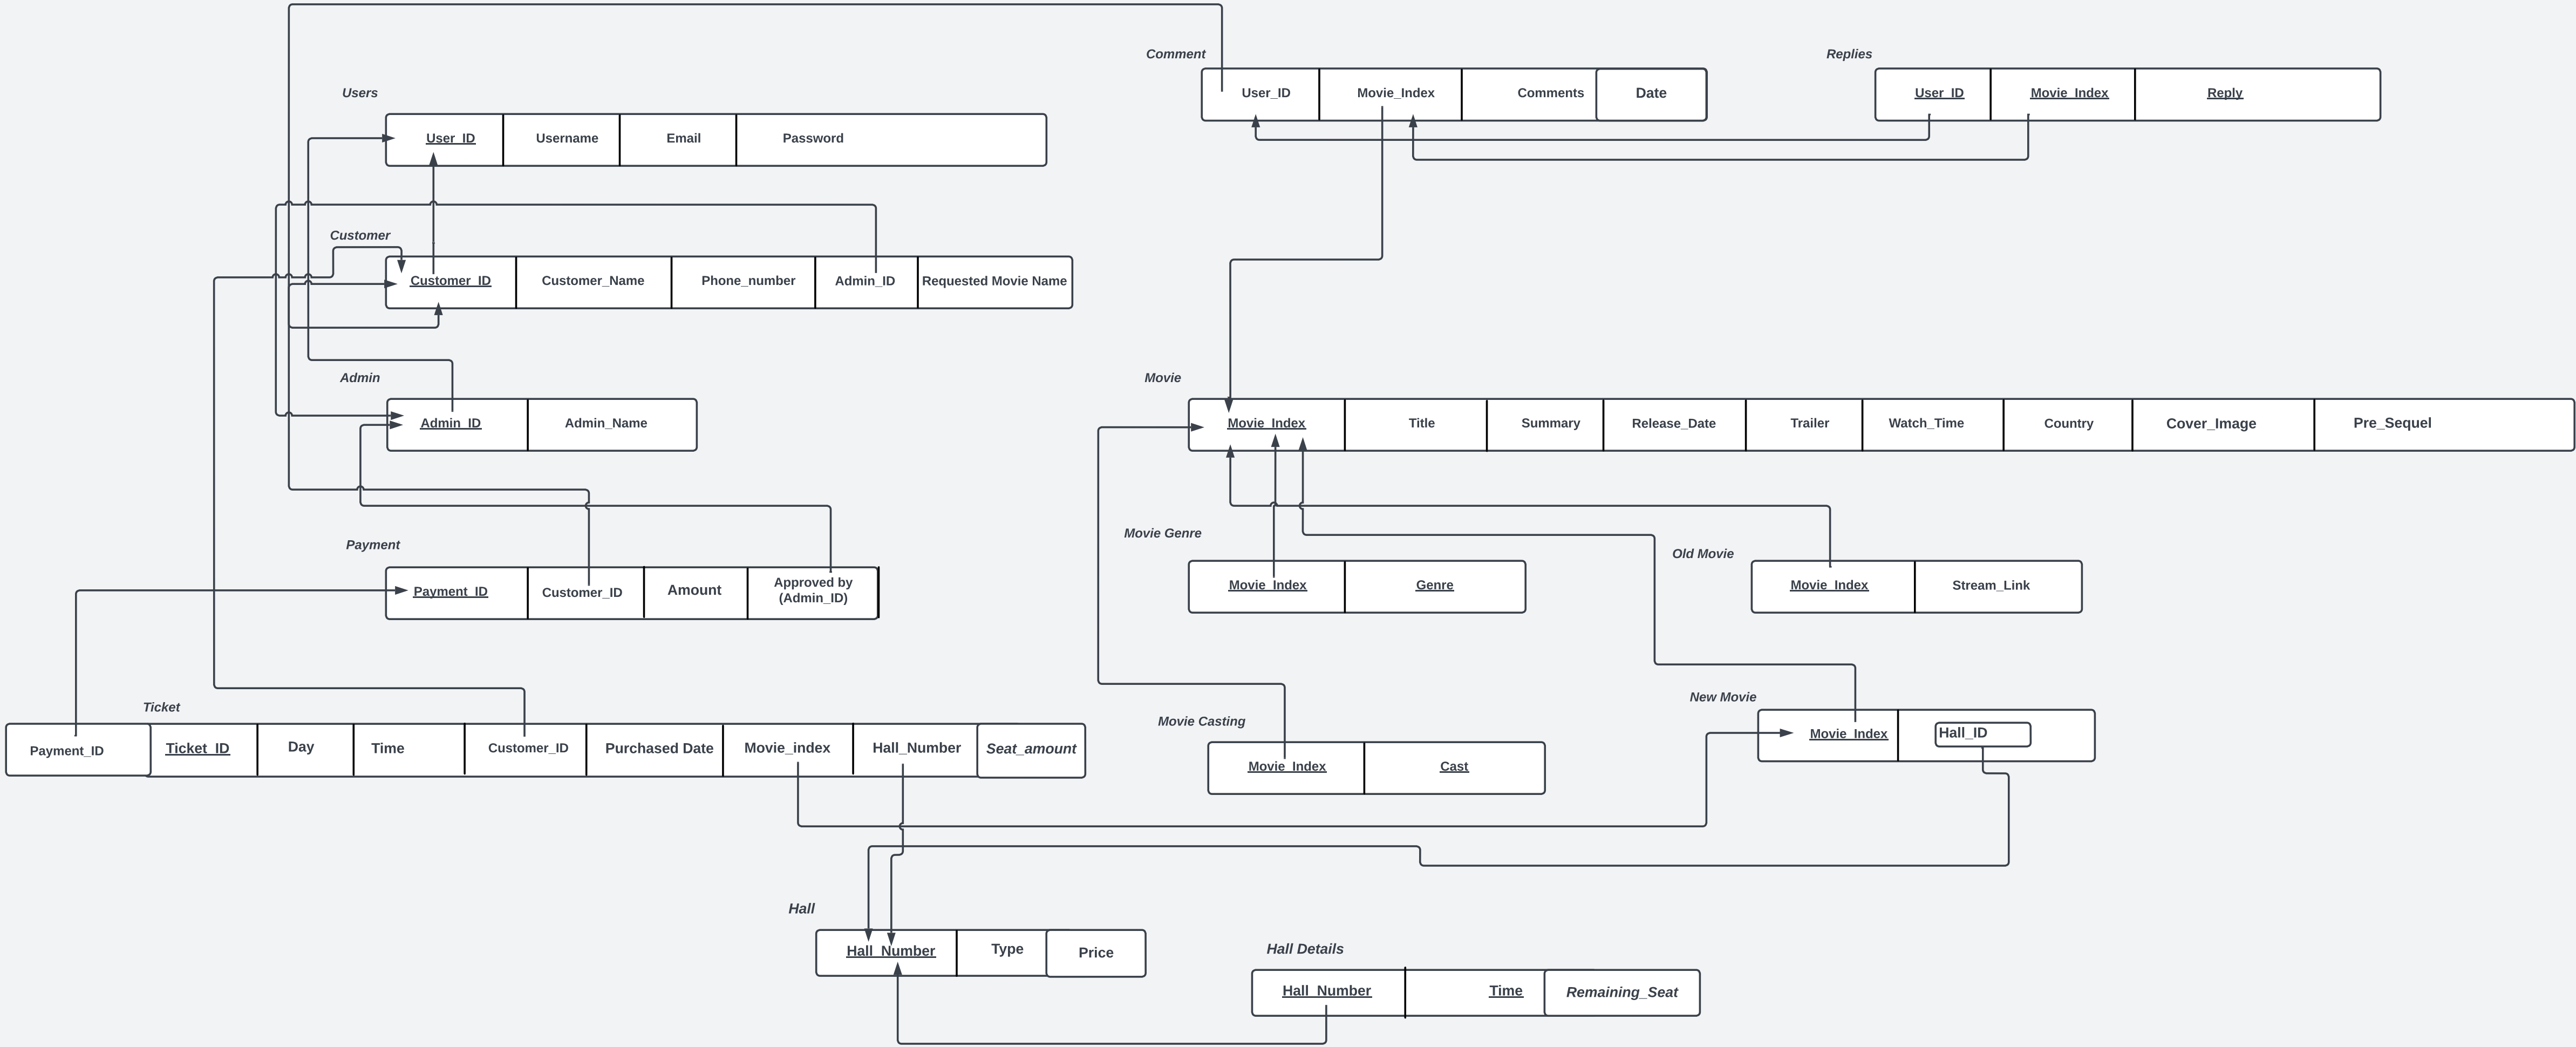 Comment
Replies
User_ID Movie_Index Comments Date
User_ID Movie_Index Reply
Users
User_ID Username Email Password
Customer
Customer_ID Customer_Name Phone_number Admin_ID Requested Movie Name
Admin
Admin_ID Admin_Name
Movie
Movie_Index Title Summary Release_Date Trailer Watch_Time Country Cover_Image Pre_Sequel
Payment
Payment_ID Customer_ID Amount Approved by
(Admin_ID)
Movie Genre
Movie_Index Genre
Old Movie
Movie_Index Stream_Link
Ticket
Payment_ID Ticket_ID Day Time Customer_ID Purchased Date Movie_index Hall_Number Seat_amount
Movie Casting
Movie_Index Cast
New Movie
Movie_Index Hall_ID
Hall
Hall_Number Type Price
Hall Details
Hall_Number Time Remaining_Seat